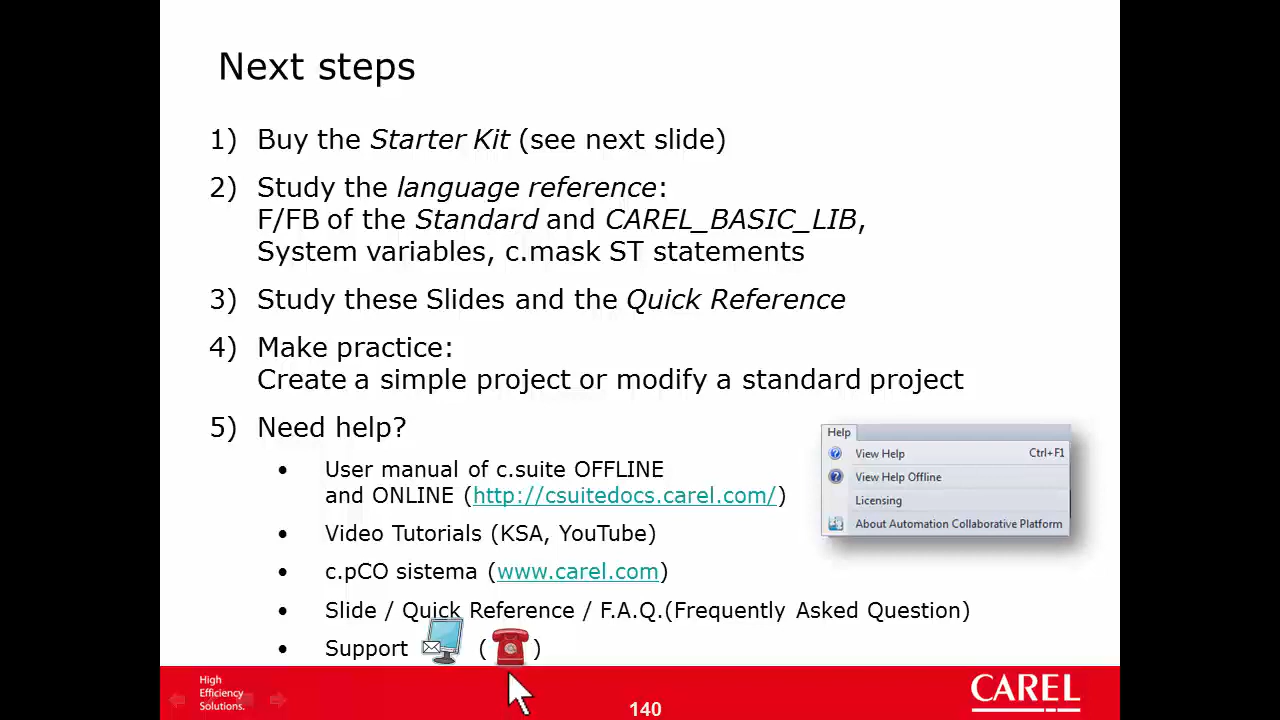 Next steps
1) Buy the Starter Kit (see next slide)
2) Study the language reference:
F/FB of the Standard and CAREL_BASIC_LIB,
System variables, c.mask ST statements
3) Study these Slides and the Quick Reference
4) Make practice:
Create a simple project or modify a standard project
5) Need help?
• User manual of c.suite OFFLINE
and ONLINE (http://csuitedocs.carel.com/)
• Video Tutorials (KSA, YouTube)
• c.pCO sistema (www.carel.com)
• Slide / Quick Reference / F.A.Q.(Frequently Asked Question)
• Support ( )
Help
View Help Ctrl+F1
View Help Offline
Licensing
About Automation Collaborative Platform
High
Efficiency
Solutions.
140
CAREL